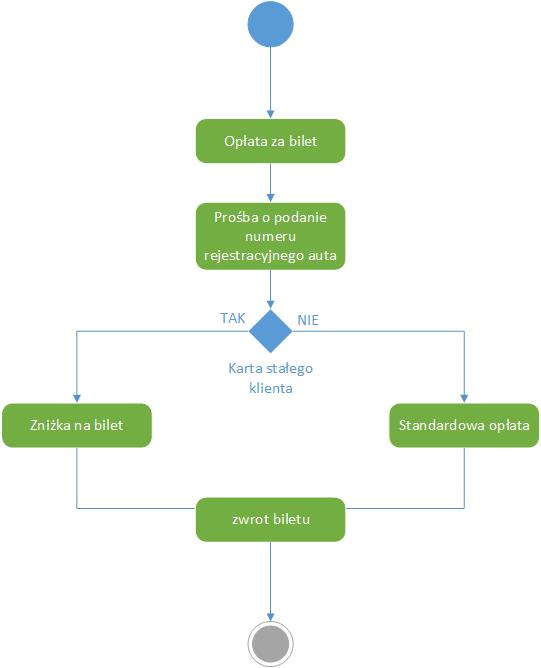 Opłata za bilet
Prośba o podanie
numeru
rejestracyjnego auta
TAK
NIE
Karta stałego
klienta
Zniżka na bilet
Standardowa opłata
zwrot biletu